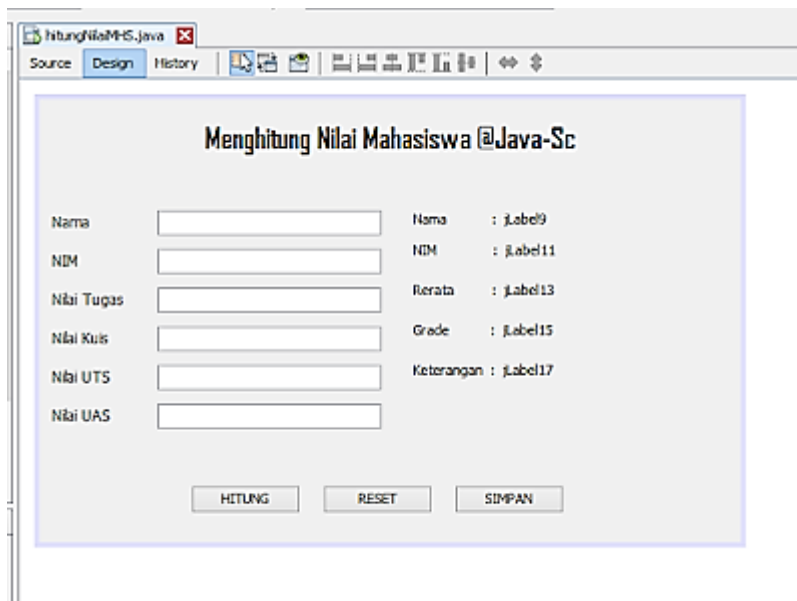 hitungNilaiMHS.java
Source Design History
Menghitung Nilai Mahasiswa @Java-Sc
Nama
NIM
Nilai Tugas
Nilai Kuis
Nilai UTS
Nilai UAS
Nama : jLabel9
NIM : jLabel11
Rerata : jLabel13
Grade : jLabel15
Keterangan : jLabel17
HITUNG RESET SIMPAN